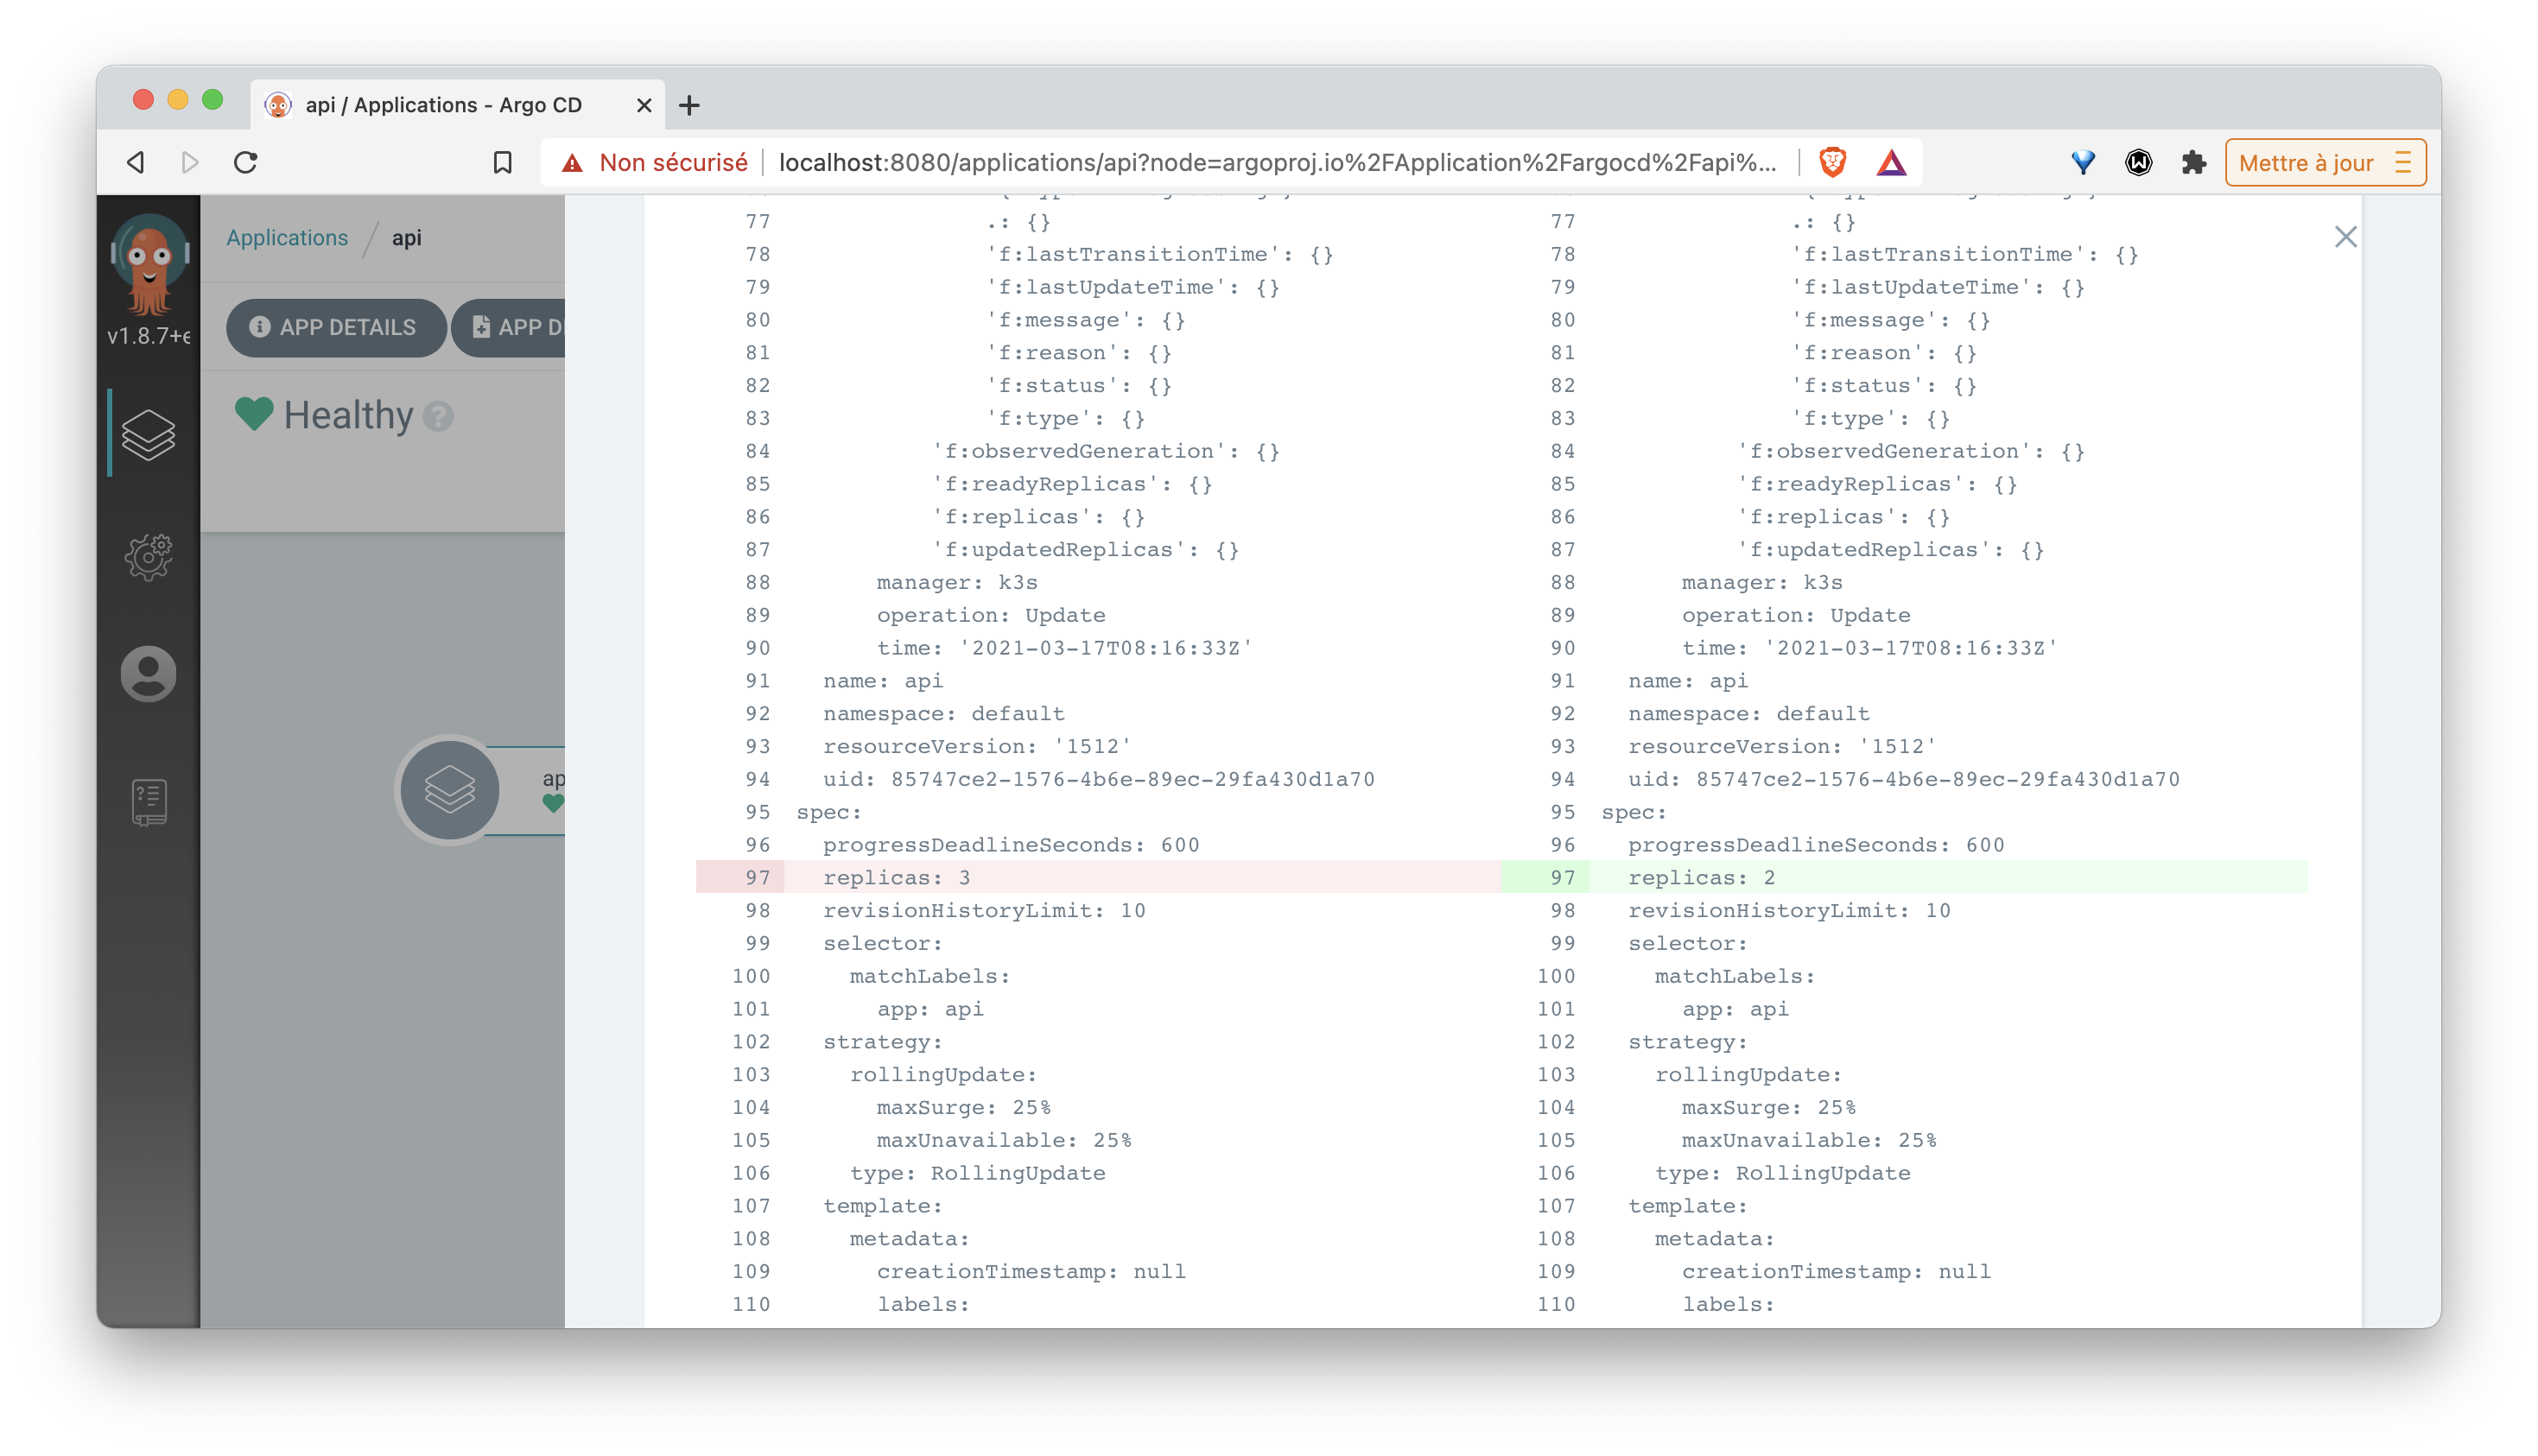 api / Applications - Argo CD
Non sécurisé
localhost:8080/applications/api?node=argoproj.io%2FApplication%2Fargocd%2Fapi%...
Mettre à jour
v1.8.7+e
Applications / api
APP DETAILS
APP D
Healthy
ap
77 .: {}
78 'f:lastTransitionTime': {}
79 'f:lastUpdateTime': {}
80 'f:message': {}
81 'f:reason': {}
82 'f:status': {}
83 'f:type': {}
84 'f:observedGeneration': {}
85 'f:readyReplicas': {}
86 'f:replicas': {}
87 'f:updatedReplicas': {}
88 manager: k3s
89 operation: Update
90 time: '2021-03-17T08:16:33Z'
91 name: api
92 namespace: default
93 resourceVersion: '1512'
94 uid: 85747ce2-1576-4b6e-89ec-29fa430d1a70
95 spec:
96 progressDeadlineSeconds: 600
97 replicas: 3
98 revisionHistoryLimit: 10
99 selector:
100 matchLabels:
101 app: api
102 strategy:
103 rollingUpdate:
104 maxSurge: 25%
105 maxUnavailable: 25%
106 type: RollingUpdate
107 template:
108 metadata:
109 creationTimestamp: null
110 labels:
77 .: {}
78 'f:lastTransitionTime': {}
79 'f:lastUpdateTime': {}
80 'f:message': {}
81 'f:reason': {}
82 'f:status': {}
83 'f:type': {}
84 'f:observedGeneration': {}
85 'f:readyReplicas': {}
86 'f:replicas': {}
87 'f:updatedReplicas': {}
88 manager: k3s
89 operation: Update
90 time: '2021-03-17T08:16:33Z'
91 name: api
92 namespace: default
93 resourceVersion: '1512'
94 uid: 85747ce2-1576-4b6e-89ec-29fa430d1a70
95 spec:
96 progressDeadlineSeconds: 600
97 replicas: 2
98 revisionHistoryLimit: 10
99 selector:
100 matchLabels:
101 app: api
102 strategy:
103 rollingUpdate:
104 maxSurge: 25%
105 maxUnavailable: 25%
106 type: RollingUpdate
107 template:
108 metadata:
109 creationTimestamp: null
110 labels: